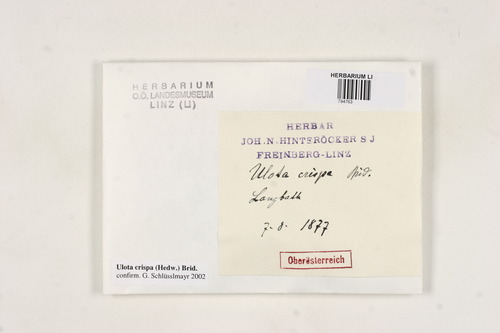 HERBARIUM LI
794763
HERBARIUM
O.Ö. LANDESMUSEUM
LINZ (LI)
HERBAR
JOH. N. HINTERÖCKER S J
FREINBERG-LINZ
Ulota crispa Brid.
Langbath
7. 8. 1877
Oberösterreich
Ulota crispa (Hedw.) Brid.
confirm. G. Schlüsslmayr 2002